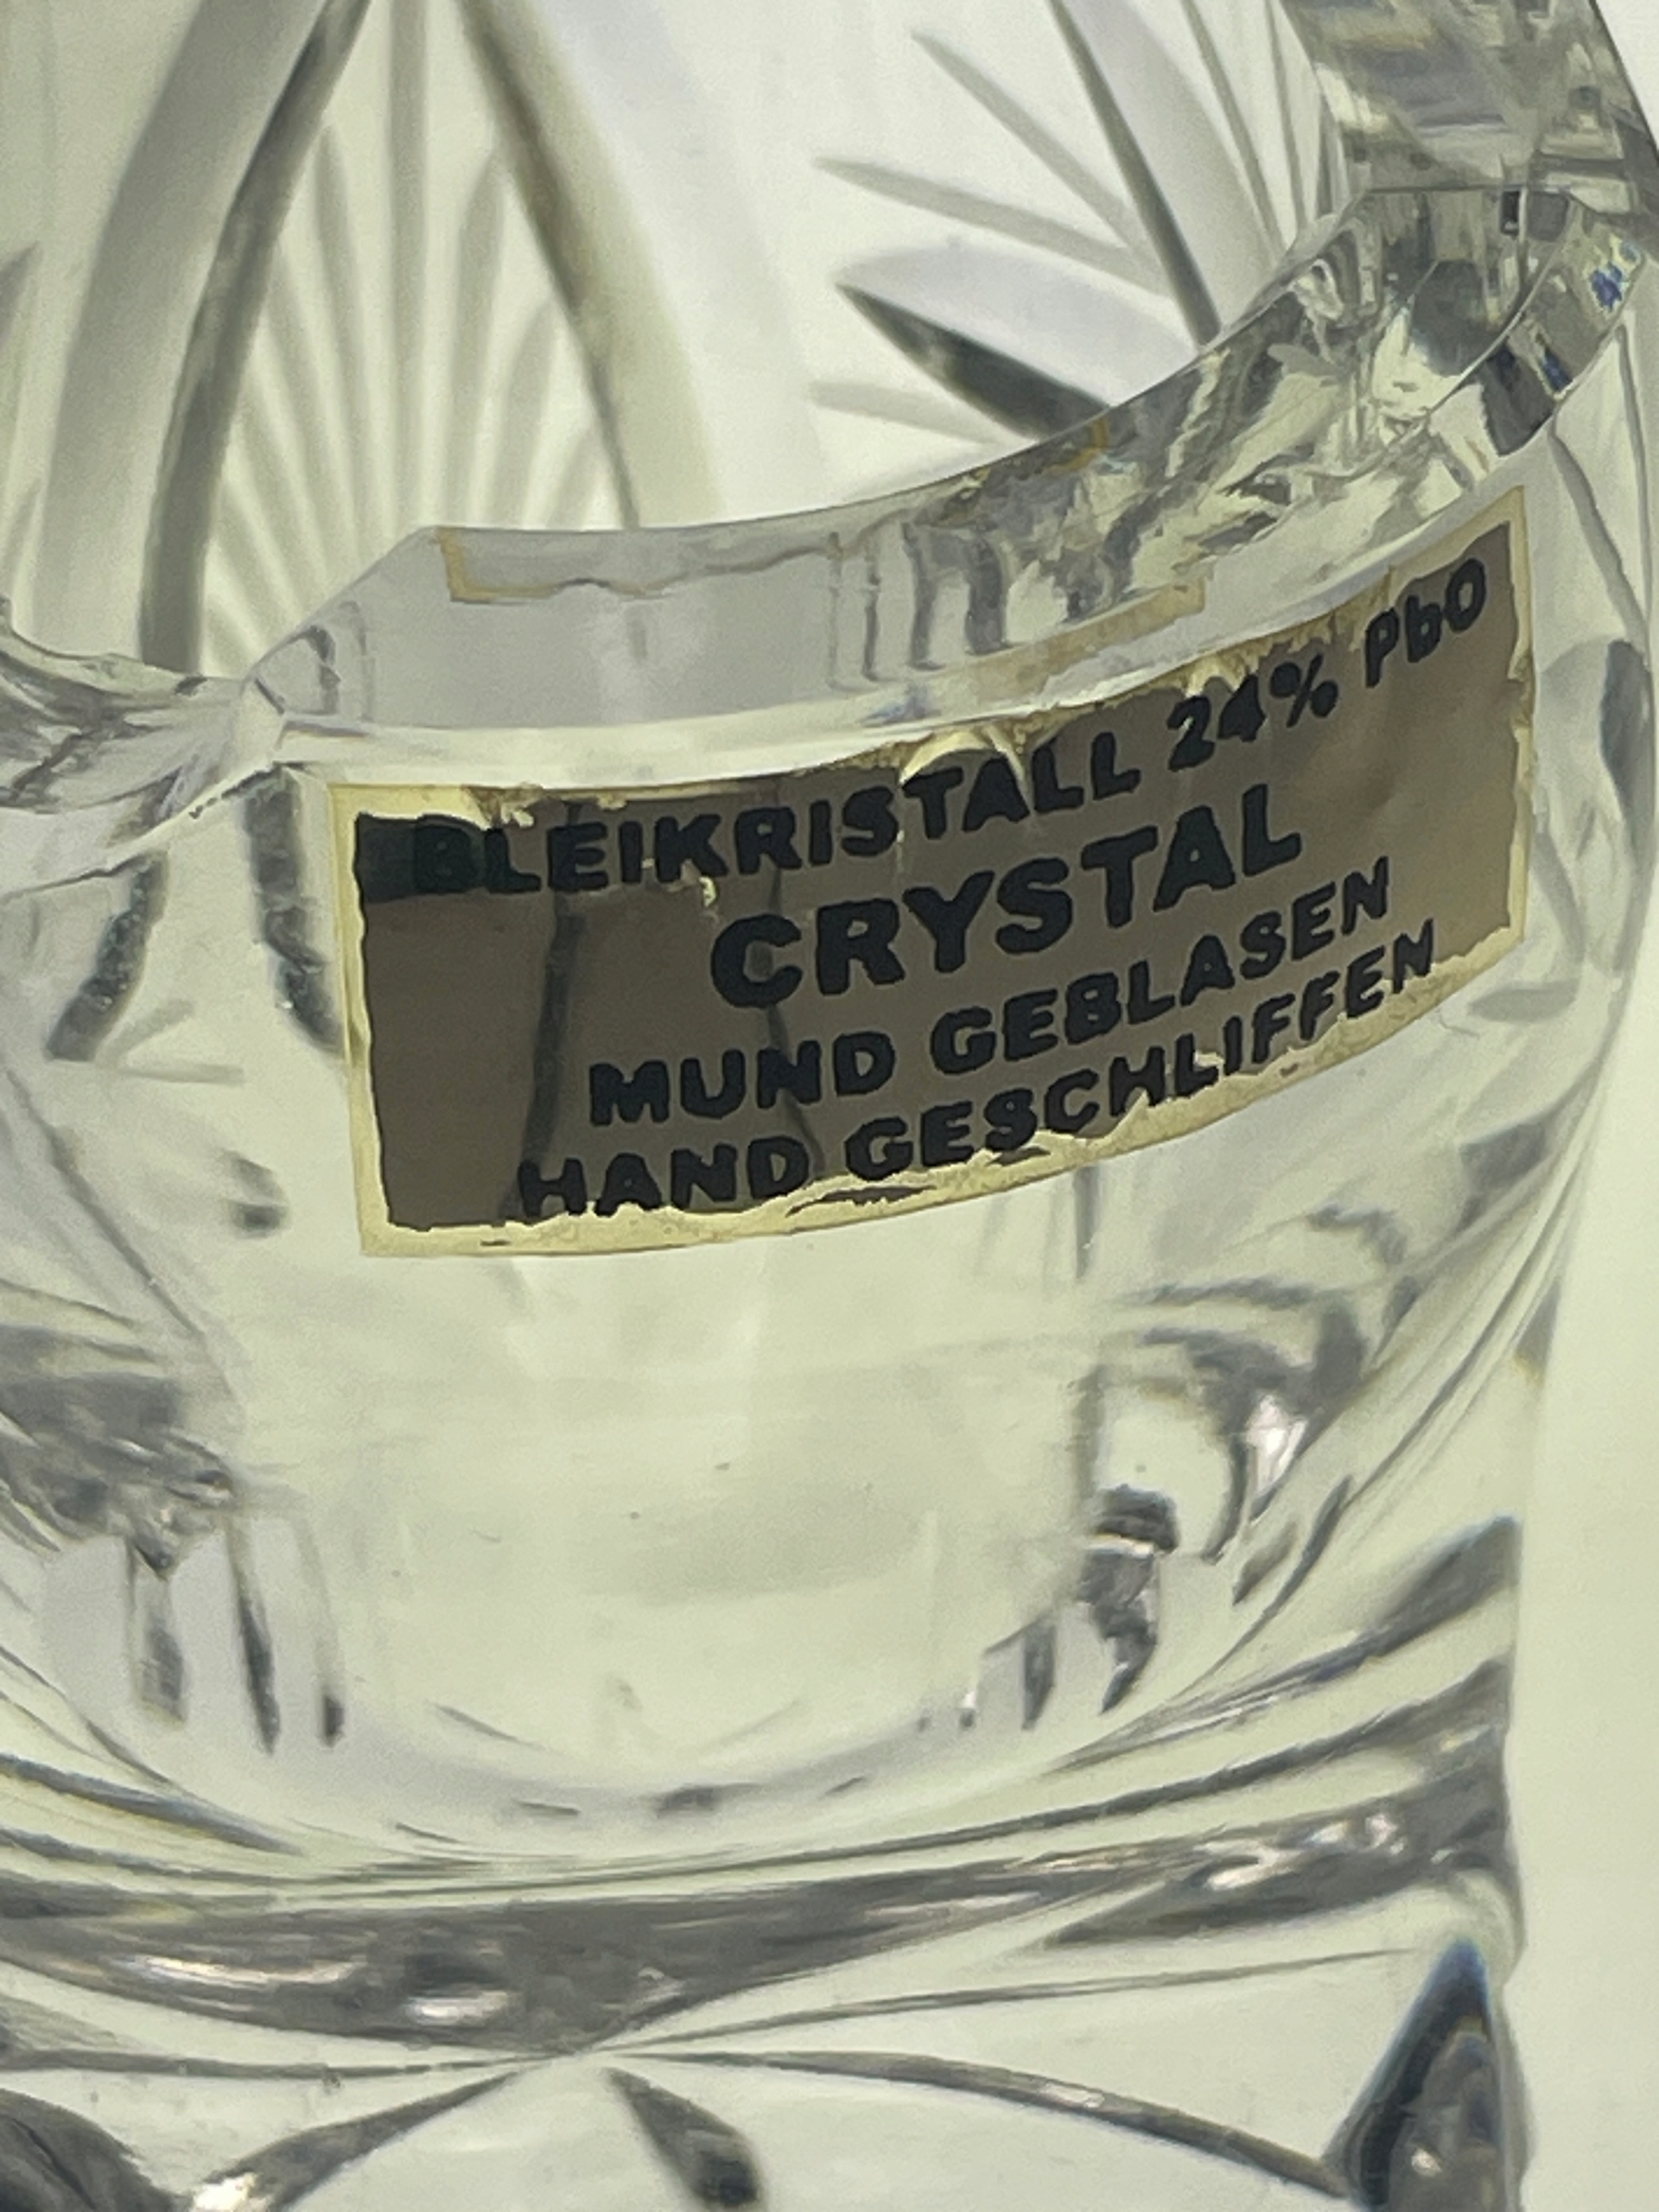 BLEIKRISTALL 24% PbO
CRYSTAL
MUND GEBLASEN
HAND GESCHLIFFEN